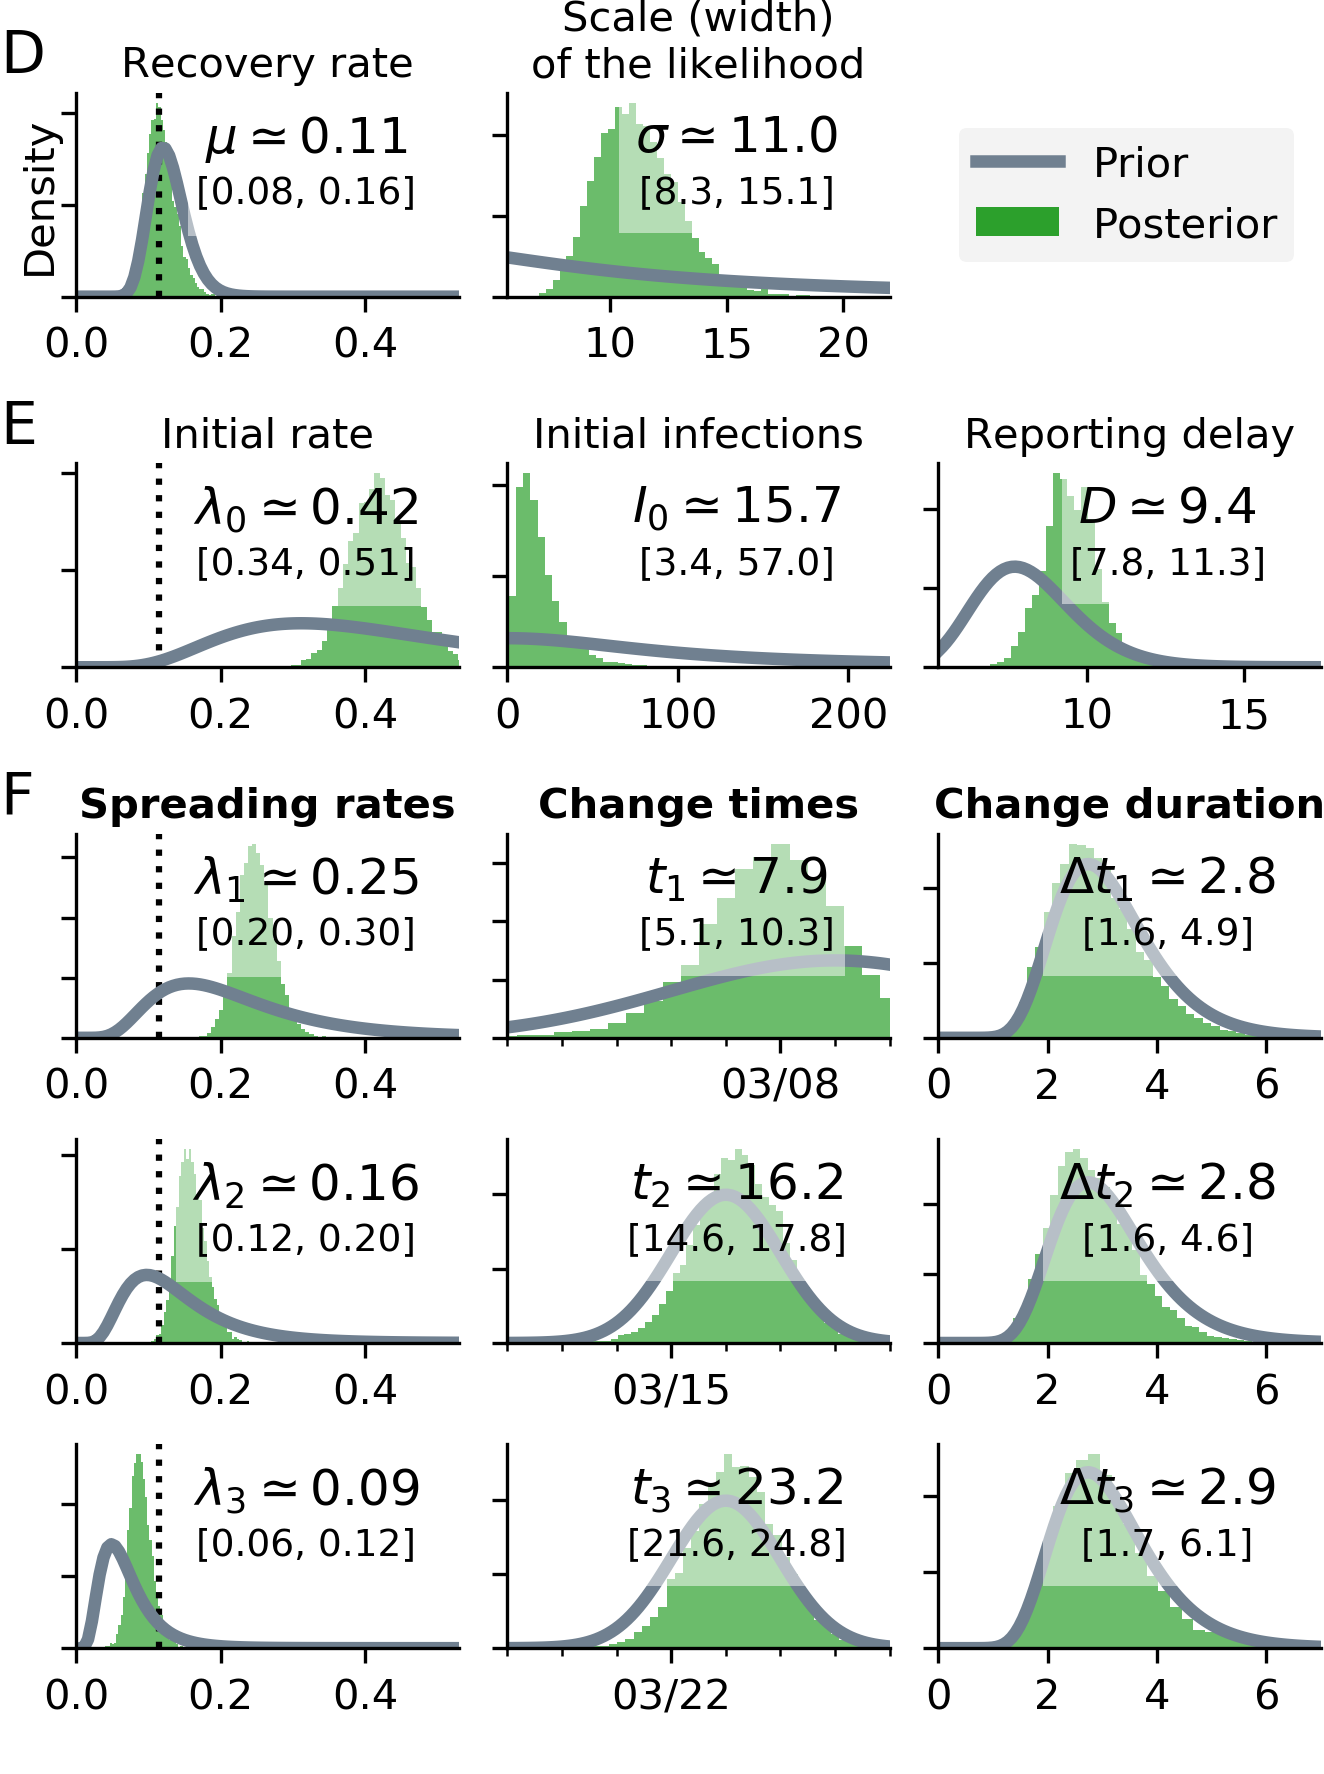 D
Recovery rate
Scale (width)
of the likelihood
Density
μ ≃ 0.11
[0.08, 0.16]
σ ≃ 11.0
[8.3, 15.1]
Prior
Posterior
0.0 0.2 0.4
10 15 20
E
Initial rate
Initial infections
Reporting delay
λ0 ≃ 0.42
[0.34, 0.51]
I0 ≃ 15.7
[3.4, 57.0]
D ≃ 9.4
[7.8, 11.3]
0.0 0.2 0.4
0 100 200
10 15
F
Spreading rates
Change times
Change duration
λ1 ≃ 0.25
[0.20, 0.30]
t1 ≃ 7.9
[5.1, 10.3]
Δt1 ≃ 2.8
[1.6, 4.9]
0.0 0.2 0.4
03/08
0 2 4 6
λ2 ≃ 0.16
[0.12, 0.20]
t2 ≃ 16.2
[14.6, 17.8]
Δt2 ≃ 2.8
[1.6, 4.6]
0.0 0.2 0.4
03/15
0 2 4 6
λ3 ≃ 0.09
[0.06, 0.12]
t3 ≃ 23.2
[21.6, 24.8]
Δt3 ≃ 2.9
[1.7, 6.1]
0.0 0.2 0.4
03/22
0 2 4 6